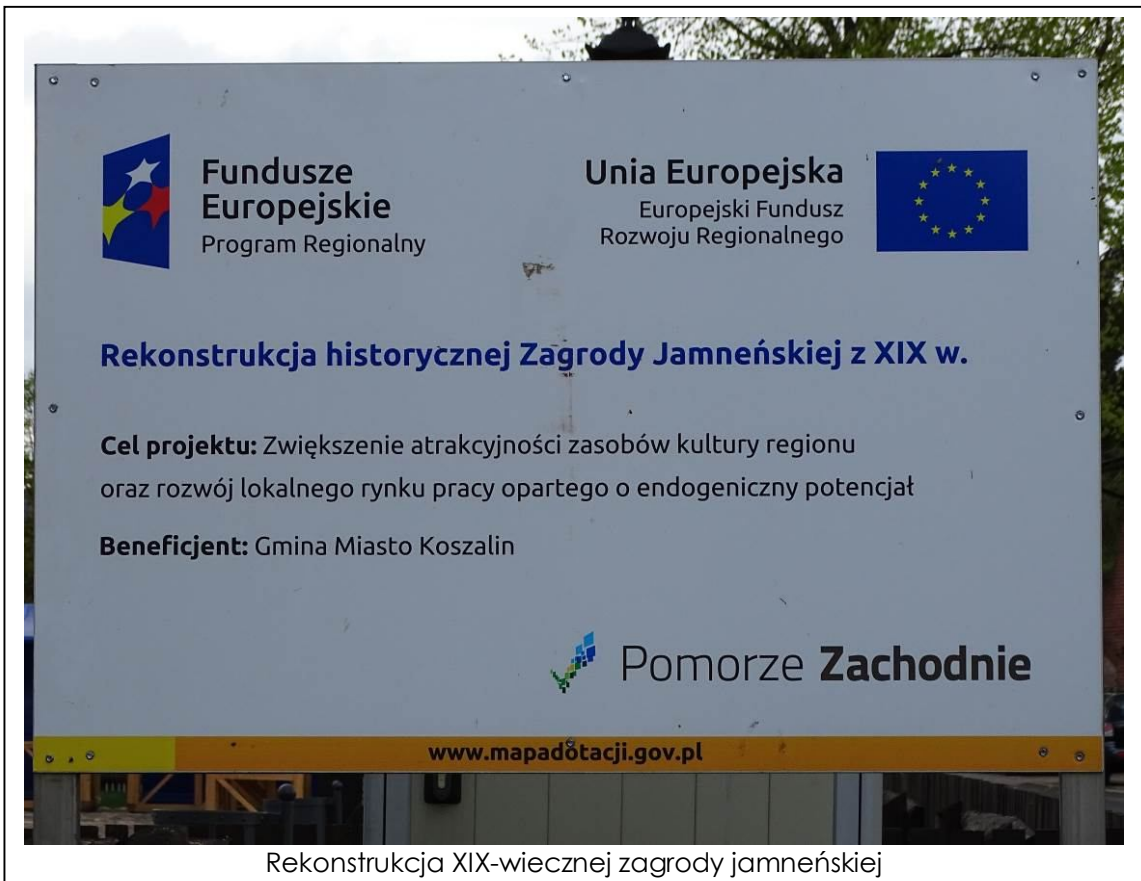 Fundusze
Europejskie
Program Regionalny
Unia Europejska
Europejski Fundusz
Rozwoju Regionalnego
Rekonstrukcja historycznej Zagrody Jamneńskiej z XIX w.
Cel projektu: Zwiększenie atrakcyjności zasobów kultury regionu
oraz rozwój lokalnego rynku pracy opartego o endogeniczny potencjał
Beneficjent: Gmina Miasto Koszalin
Pomorze Zachodnie
www.mapadotacji.gov.pl
Rekonstrukcja XIX-wiecznej zagrody jamneńskiej